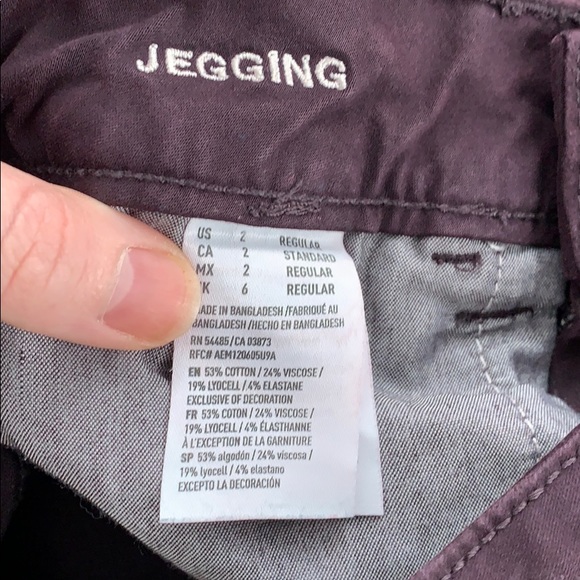 JEGGING
US 2 REGULAR
CA 2 STANDARD
MX 2 REGULAR
K 6 REGULAR
ADE IN BANGLADESH /FABRIQUÉ AU
BANGLADESH /HECHO EN BANGLADESH
RN 54485/ CA 03873
RFC# AEM120605U9A
EN 53% COTTON / 24% VISCOSE /
19% LYOCELL / 4% ELASTANE
EXCLUSIVE OF DECORATION
FR 53% COTON / 24% VISCOSE /
19% LYOCELL / 4% ÉLASTHANNE
À L'EXCEPTION DE LA GARNITURE
SP 53% algodón / 24% viscosa /
19% lyocell / 4% elastano
EXCEPTO LA DECORACIÓN